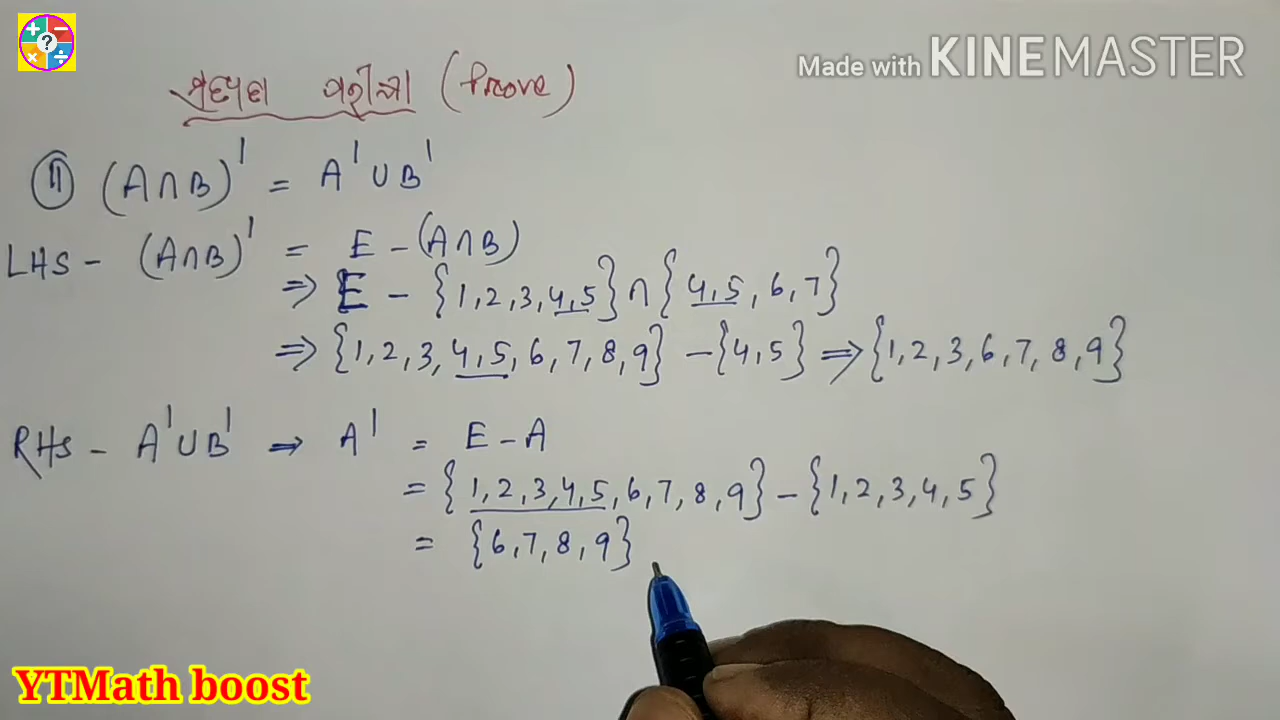 Made with KINEMASTER
ପରୀକ୍ଷା (Prove)
(ii) (A∩B)' = A' ∪ B'
LHS - (A∩B)' = E - (A∩B)
⇒ E - {1,2,3,4,5} ∩ {4,5,6,7}
⇒ {1,2,3,4,5,6,7,8,9} - {4,5} ⇒ {1,2,3,6,7,8,9}
RHS - A'∪B' ⇒ A' = E - A
= {1,2,3,4,5,6,7,8,9} - {1,2,3,4,5}
= {6,7,8,9}
YTMath boost